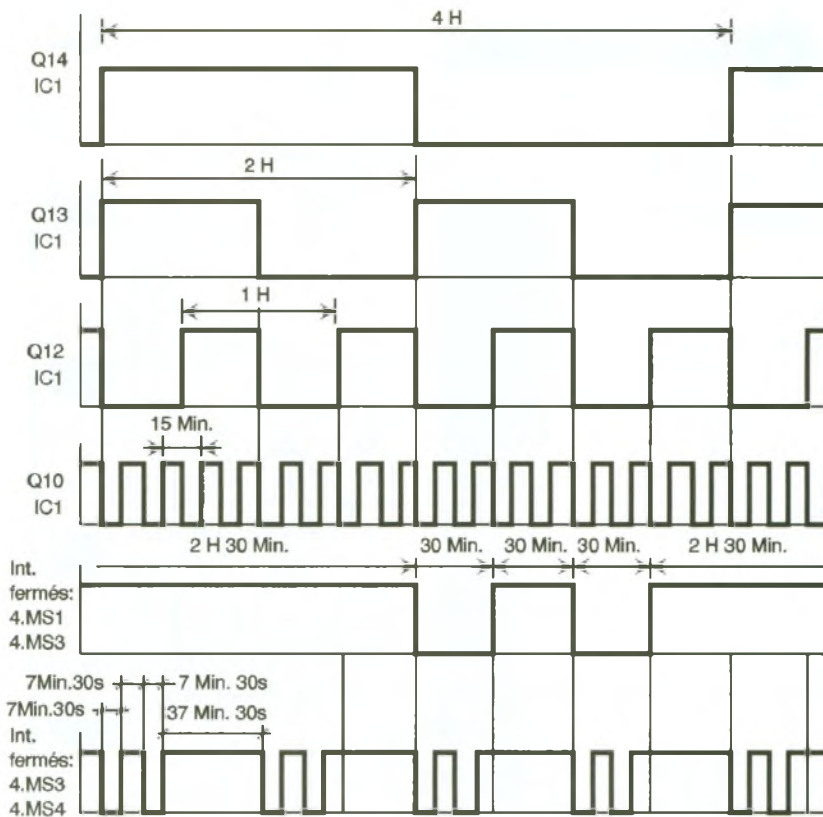 4 H
Q14
IC1
2 H
Q13
IC1
1 H
Q12
IC1
15 Min.
Q10
IC1
2 H 30 Min. 30 Min. 30 Min. 30 Min. 2 H 30 Min.
Int.
fermés:
4.MS1
4.MS3
7Min.30s 7 Min. 30s
7Min.30s 37 Min. 30s
Int.
fermés:
4.MS3
4.MS4